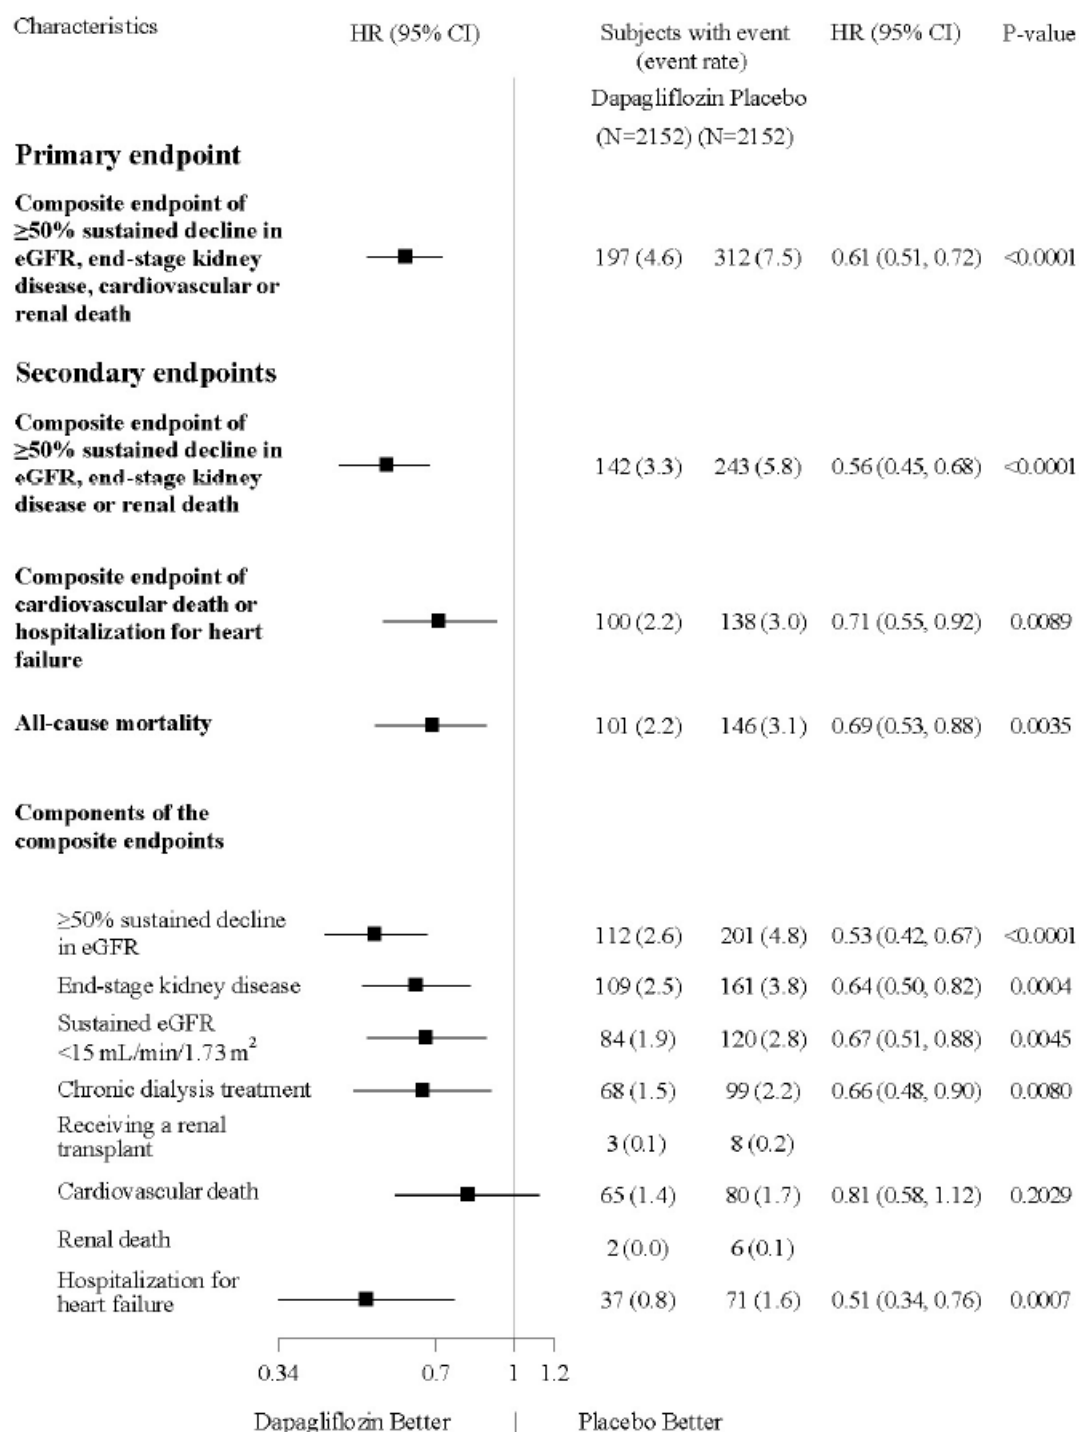 Characteristics HR (95% CI) Subjects with event HR (95% CI) P-value
(event rate)
Dapagliflozin Placebo
(N=2152) (N=2152)
Primary endpoint
Composite endpoint of
≥50% sustained decline in
eGFR, end-stage kidney 197 (4.6) 312 (7.5) 0.61 (0.51, 0.72) <0.0001
disease, cardiovascular or
renal death
Secondary endpoints
Composite endpoint of
≥50% sustained decline in
eGFR, end-stage kidney 142 (3.3) 243 (5.8) 0.56 (0.45, 0.68) <0.0001
disease or renal death
Composite endpoint of
cardiovascular death or
hospitalization for heart 100 (2.2) 138 (3.0) 0.71 (0.55, 0.92) 0.0089
failure
All-cause mortality 101 (2.2) 146 (3.1) 0.69 (0.53, 0.88) 0.0035
Components of the
composite endpoints
≥50% sustained decline
in eGFR 112 (2.6) 201 (4.8) 0.53 (0.42, 0.67) <0.0001
End-stage kidney disease 109 (2.5) 161 (3.8) 0.64 (0.50, 0.82) 0.0004
Sustained eGFR
<15 mL/min/1.73 m² 84 (1.9) 120 (2.8) 0.67 (0.51, 0.88) 0.0045
Chronic dialysis treatment 68 (1.5) 99 (2.2) 0.66 (0.48, 0.90) 0.0080
Receiving a renal
transplant 3 (0.1) 8 (0.2)
Cardiovascular death 65 (1.4) 80 (1.7) 0.81 (0.58, 1.12) 0.2029
Renal death 2 (0.0) 6 (0.1)
Hospitalization for
heart failure 37 (0.8) 71 (1.6) 0.51 (0.34, 0.76) 0.0007
0.34 0.7 1 1.2
Dapagliflozin Better | Placebo Better